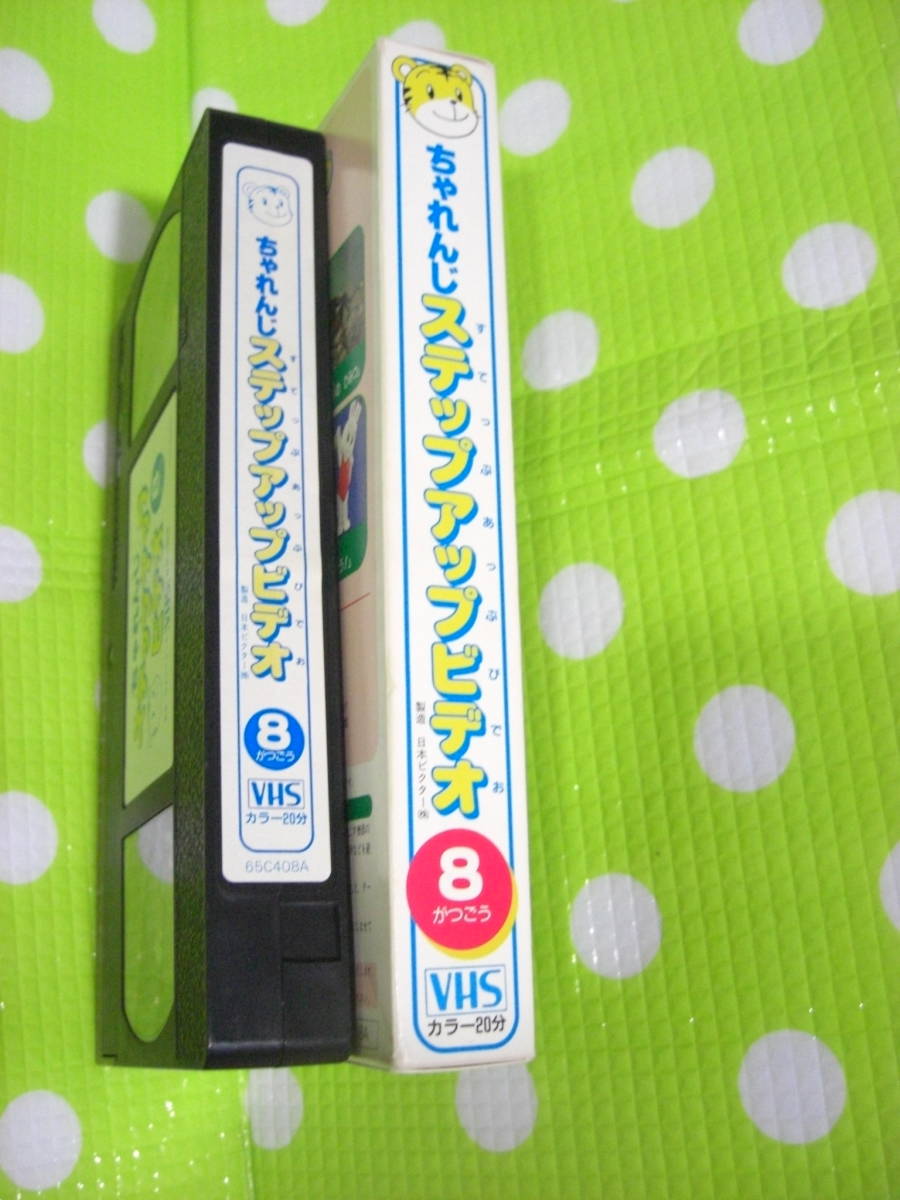 ちゃれんじ
ステップアップビデオ
すてっぷあっぷびでお
製造 日本ビクター㈱
8
がつごう
VHS
カラー20分
65C408A
ちゃれんじ
ステップアップビデオ
すてっぷあっぷびでお
製造 日本ビクター㈱
8
がつごう
VHS
カラー20分